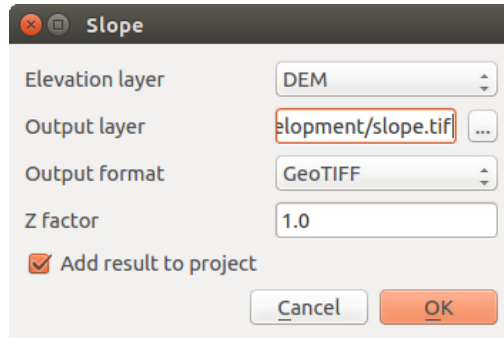 Slope
Elevation layer DEM
Output layer elopment/slope.tif ...
Output format GeoTIFF
Z factor 1.0
Add result to project
Cancel OK